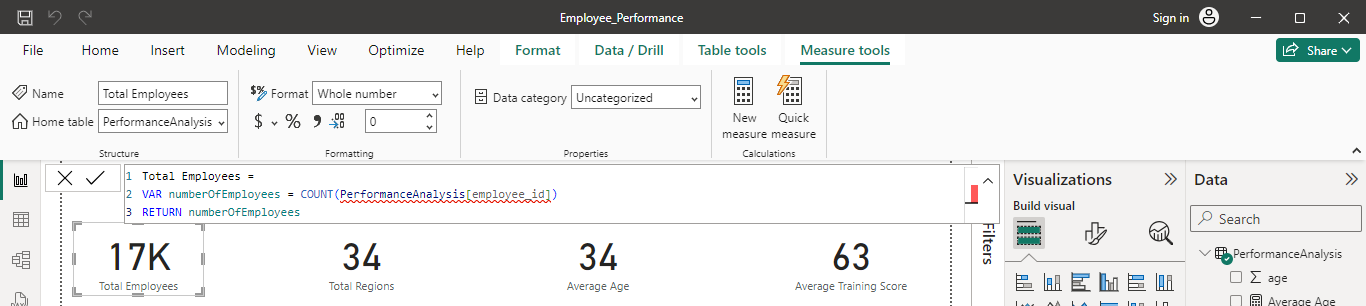 Employee_Performance
Sign in
File Home Insert Modeling View Optimize Help Format Data / Drill Table tools Measure tools Share
Name Total Employees
Home table PerformanceAnalysis
Structure
$% Format Whole number
$ % 9 .00 0
Formatting
Data category Uncategorized
Properties
New measure
Quick measure
Calculations
1 Total Employees =
2 VAR numberOfEmployees = COUNT(PerformanceAnalysis[employee_id])
3 RETURN numberOfEmployees
17K
Total Employees
34
Total Regions
34
Average Age
63
Average Training Score
Filters
Visualizations
Build visual
Data
Search
PerformanceAnalysis
age
Average Age